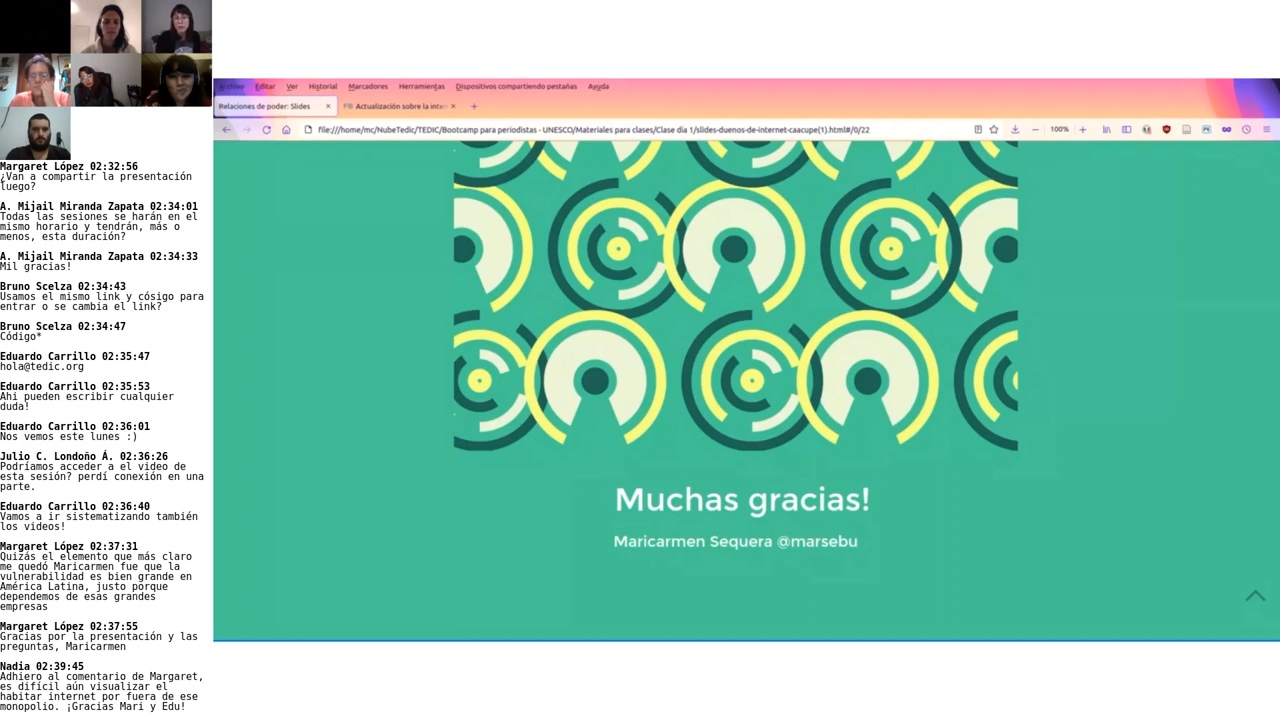 Archivo Editar Ver Historial Marcadores Herramientas Dispositivos compartiendo pestañas Ayuda
Relaciones de poder: Slides × FB Actualización sobre la inter × +
file:///home/mc/NubeTedic/TEDIC/Bootcamp para periodistas - UNESCO/Materiales para clases/Clase día 1/slides-duenos-de-internet-caacupe(1).html#/0/22 100%
Margaret López 02:32:56
¿Van a compartir la presentación
luego?
A. Mijail Miranda Zapata 02:34:01
Todas las sesiones se harán en el
mismo horario y tendrán, más o
menos, esta duración?
A. Mijail Miranda Zapata 02:34:33
Mil gracias!
Bruno Scelza 02:34:43
Usamos el mismo link y cósigo para
entrar o se cambia el link?
Bruno Scelza 02:34:47
Código*
Eduardo Carrillo 02:35:47
hola@tedic.org
Eduardo Carrillo 02:35:53
Ahi pueden escribir cualquier
duda!
Eduardo Carrillo 02:36:01
Nos vemos este lunes :)
Julio C. Londoño Á. 02:36:26
Podríamos acceder a el video de
esta sesión? perdí conexión en una
parte.
Eduardo Carrillo 02:36:40
Vamos a ir sistematizando también
los videos!
Margaret López 02:37:31
Quizás el elemento que más claro
me quedó Maricarmen fue que la
vulnerabilidad es bien grande en
América Latina, justo porque
dependemos de esas grandes
empresas
Margaret López 02:37:55
Gracias por la presentación y las
preguntas, Maricarmen
Nadia 02:39:45
Adhiero al comentario de Margaret,
es difícil aún visualizar el
habitar internet por fuera de ese
monopolio. ¡Gracias Mari y Edu!
Muchas gracias!
Maricarmen Sequera @marsebu